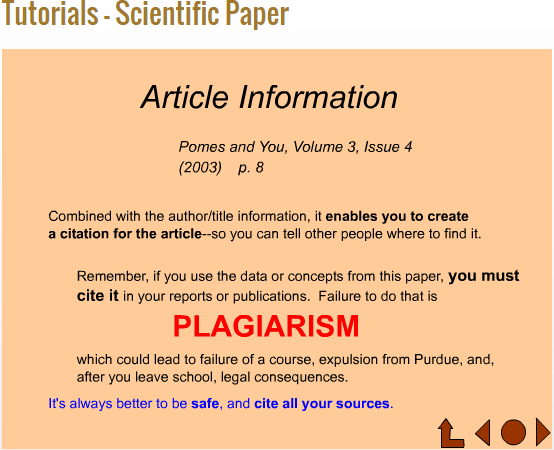 Tutorials - Scientific Paper
Article Information
Pomes and You, Volume 3, Issue 4
(2003)    p. 8
Combined with the author/title information, it enables you to create
a citation for the article--so you can tell other people where to find it.
Remember, if you use the data or concepts from this paper, you must
cite it in your reports or publications.  Failure to do that is
PLAGIARISM
which could lead to failure of a course, expulsion from Purdue, and,
after you leave school, legal consequences.
It's always better to be safe, and cite all your sources.